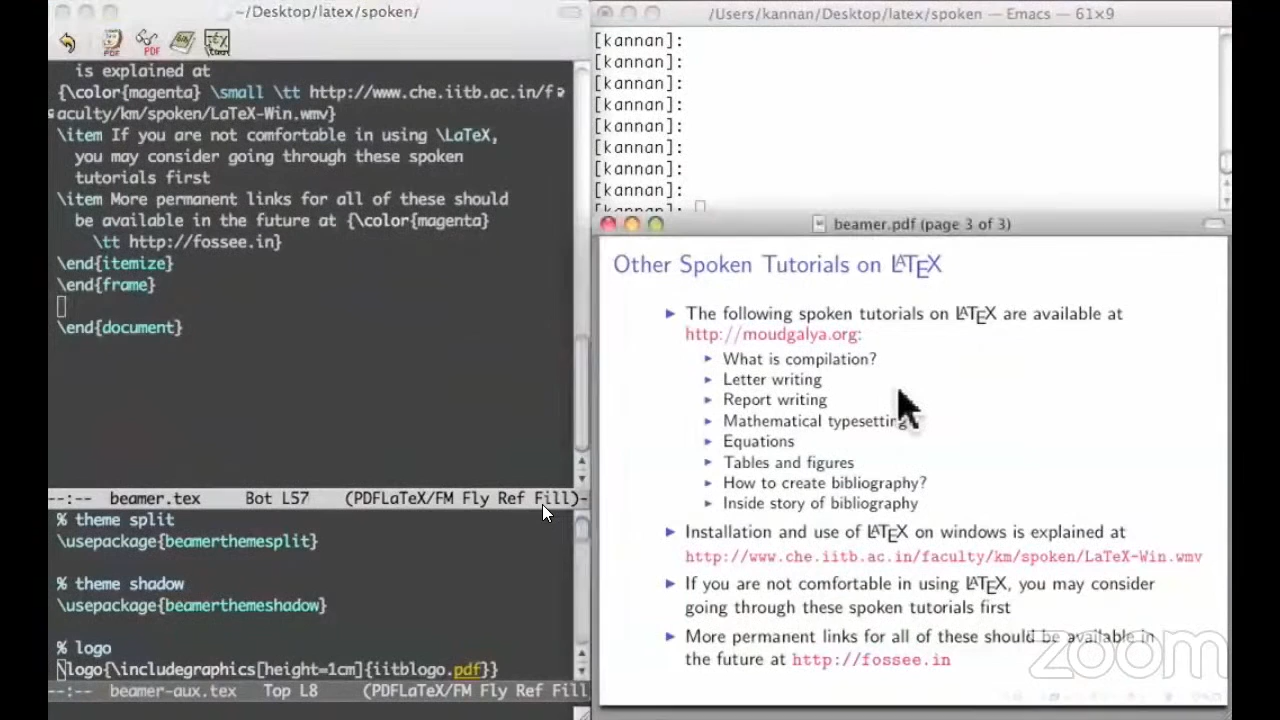 ~/Desktop/latex/spoken/
is explained at
{\color{magenta} \small \tt http://www.che.iitb.ac.in/f
aculty/km/spoken/LaTeX-Win.wmv}
\item If you are not comfortable in using \LaTeX,
you may consider going through these spoken
tutorials first
\item More permanent links for all of these should
be available in the future at {\color{magenta}
\tt http://fossee.in}
\end{itemize}
\end{frame}
\end{document}
--:-- beamer.tex Bot L57 (PDFLaTeX/FM Fly Ref Fill)-
% theme split
\usepackage{beamerthemesplit}
% theme shadow
\usepackage{beamerthemeshadow}
% logo
\logo{\includegraphics[height=1cm]{iitblogo.pdf}}
--:-- beamer-aux.tex Top L8 (PDFLaTeX/FM Fly Ref Fill
/Users/kannan/Desktop/latex/spoken — Emacs — 61×9
[kannan]:
[kannan]:
[kannan]:
[kannan]:
[kannan]:
[kannan]:
[kannan]:
[kannan]:
[kannan]:
beamer.pdf (page 3 of 3)
Other Spoken Tutorials on LATEX
► The following spoken tutorials on LATEX are available at
http://moudgalya.org:
► What is compilation?
► Letter writing
► Report writing
► Mathematical typesetting
► Equations
► Tables and figures
► How to create bibliography?
► Inside story of bibliography
► Installation and use of LATEX on windows is explained at
http://www.che.iitb.ac.in/faculty/km/spoken/LaTeX-Win.wmv
► If you are not comfortable in using LATEX, you may consider
going through these spoken tutorials first
► More permanent links for all of these should be available in
the future at http://fossee.in
zoom